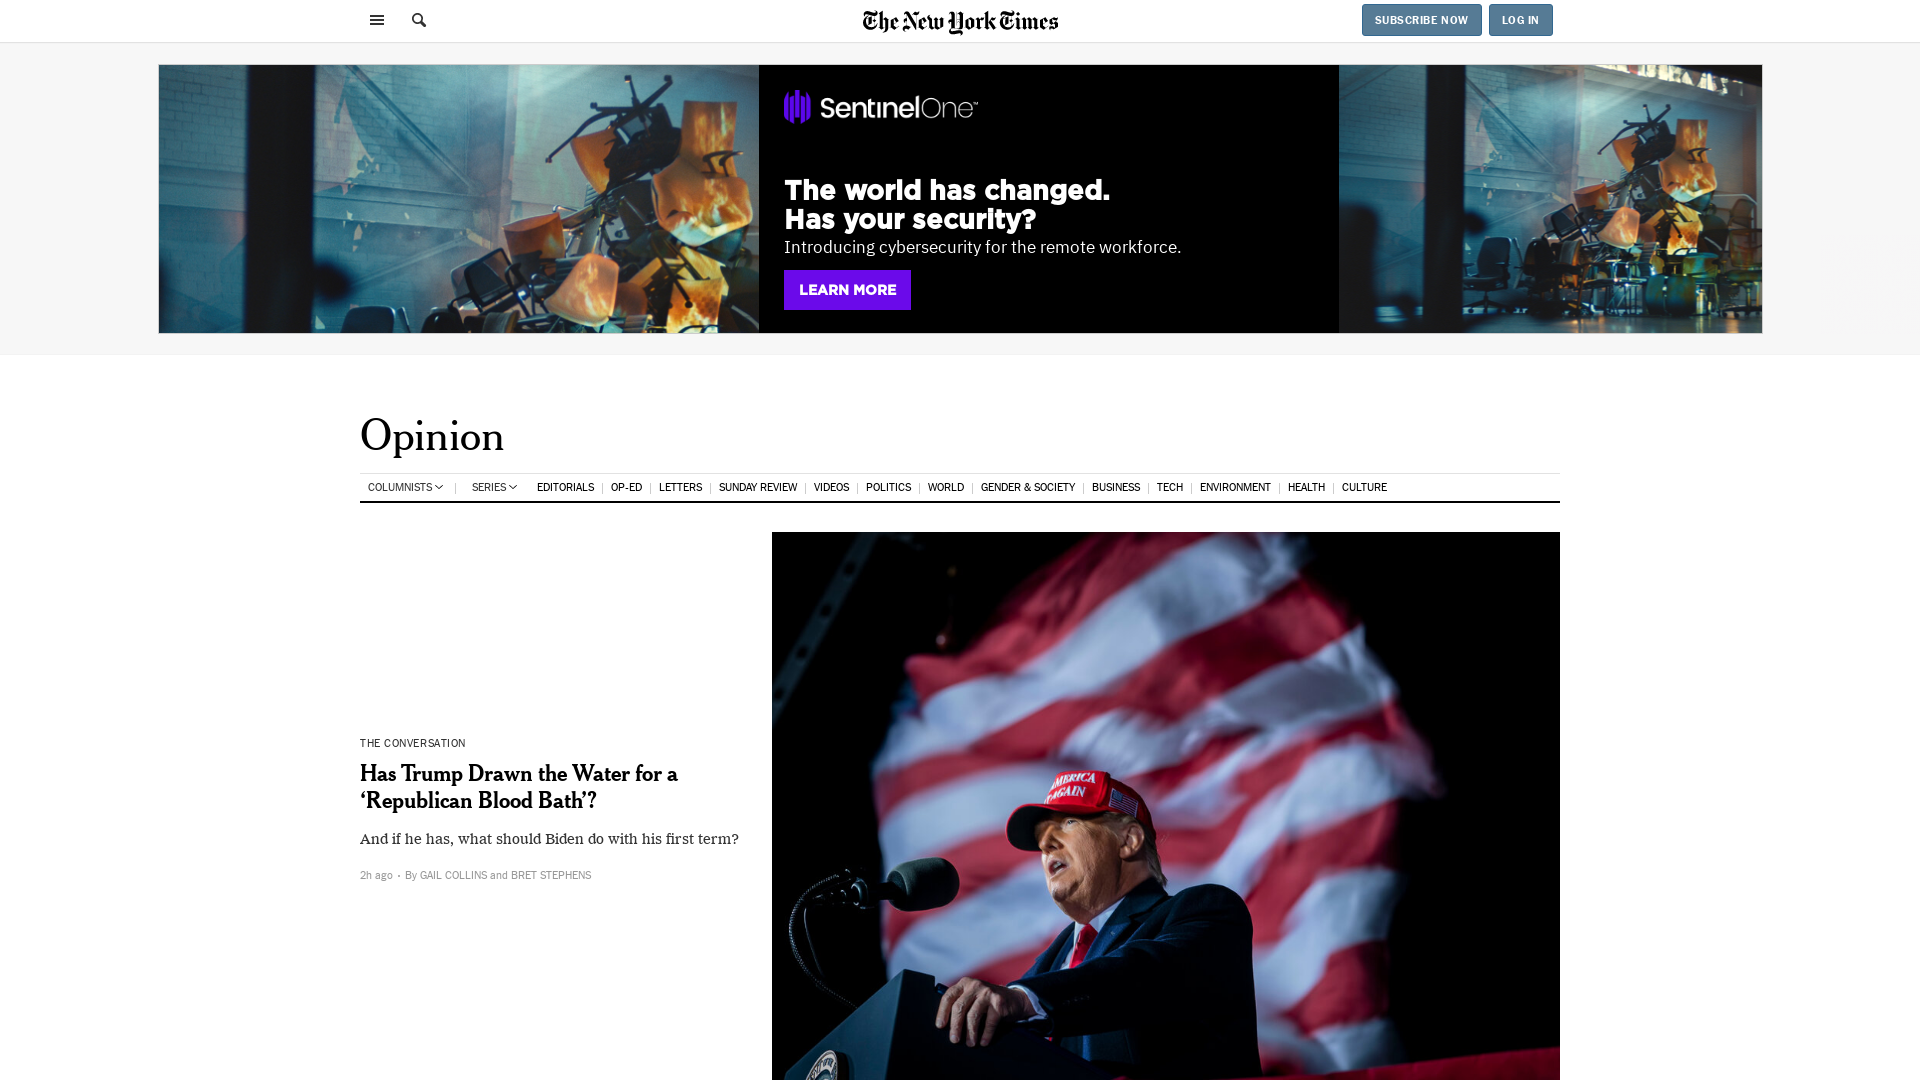 The New York Times
SUBSCRIBE NOW
LOG IN
SentinelOne™
The world has changed.
Has your security?
Introducing cybersecurity for the remote workforce.
LEARN MORE
Opinion
COLUMNISTS
SERIES
EDITORIALS
OP-ED
LETTERS
SUNDAY REVIEW
VIDEOS
POLITICS
WORLD
GENDER & SOCIETY
BUSINESS
TECH
ENVIRONMENT
HEALTH
CULTURE
THE CONVERSATION
Has Trump Drawn the Water for a
‘Republican Blood Bath’?
And if he has, what should Biden do with his first term?
2h ago · By GAIL COLLINS and BRET STEPHENS
AMERICA
AGAIN